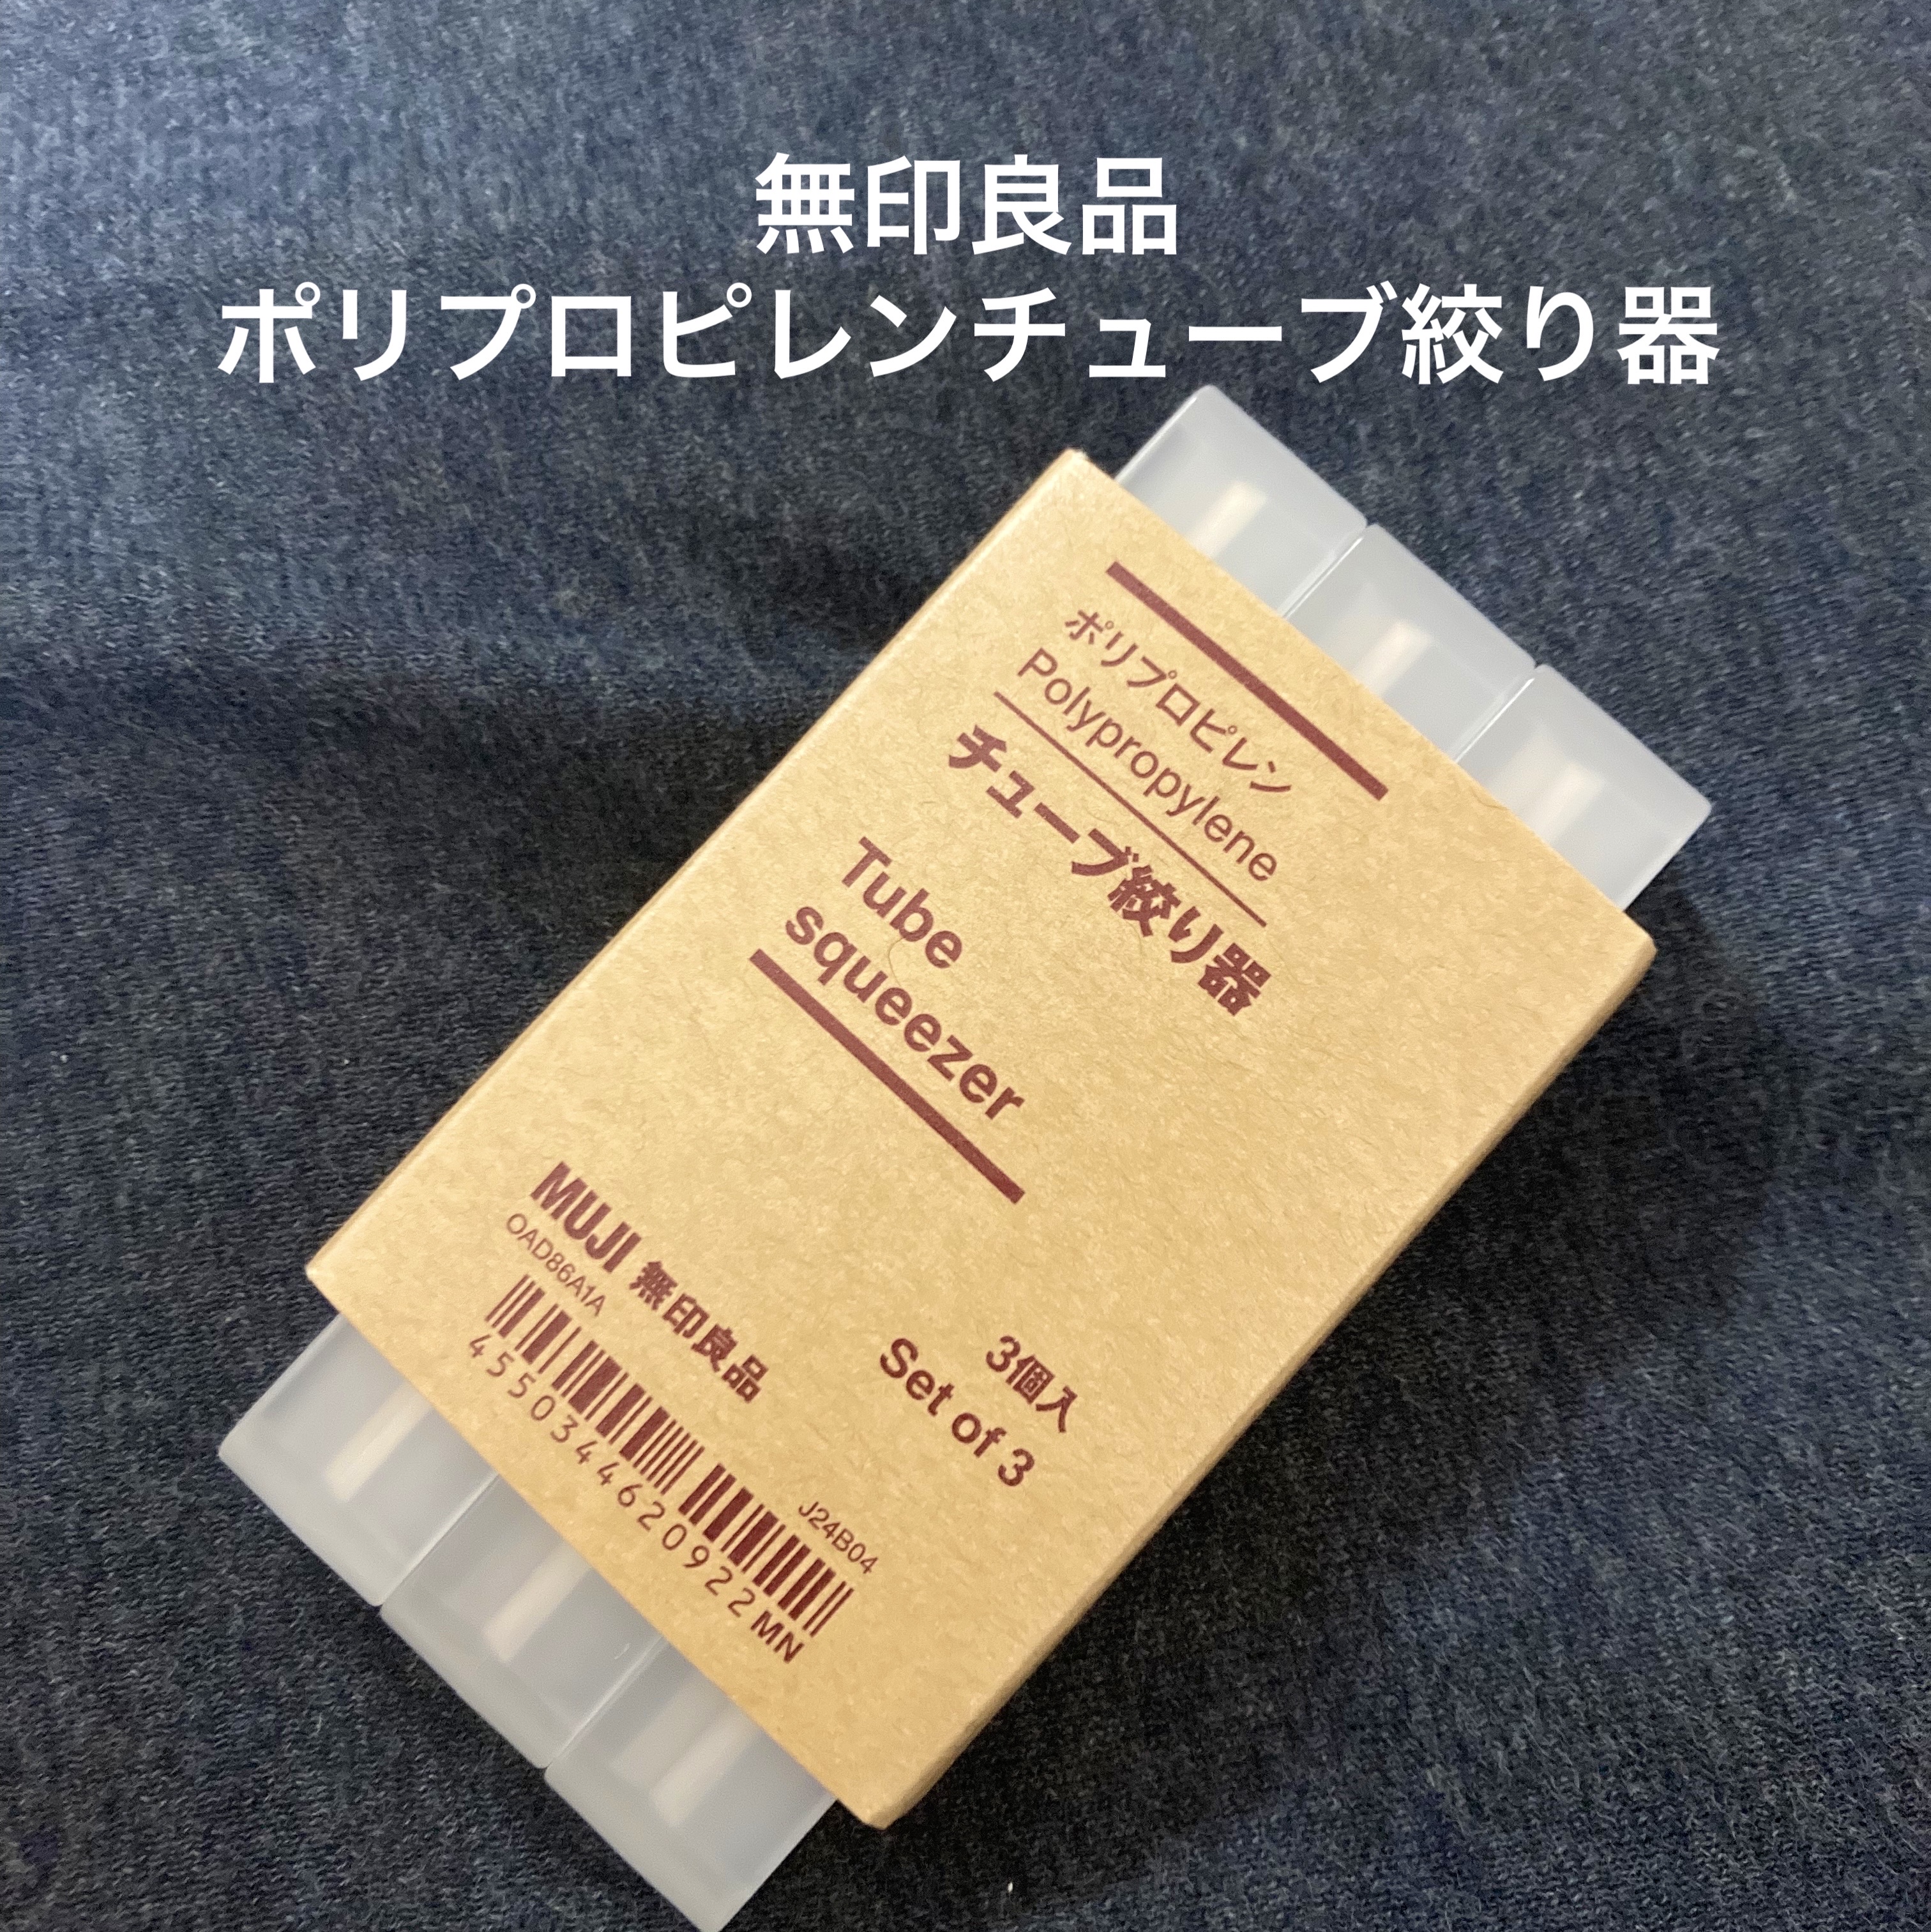 無印良品
ポリプロピレンチューブ絞り器
ポリプロピレン
Polypropylene
チューブ絞り器
Tube
squeezer
3個入
Set of 3
MUJI 無印良品
OAD86A1A
J24B04
4550344620922MN